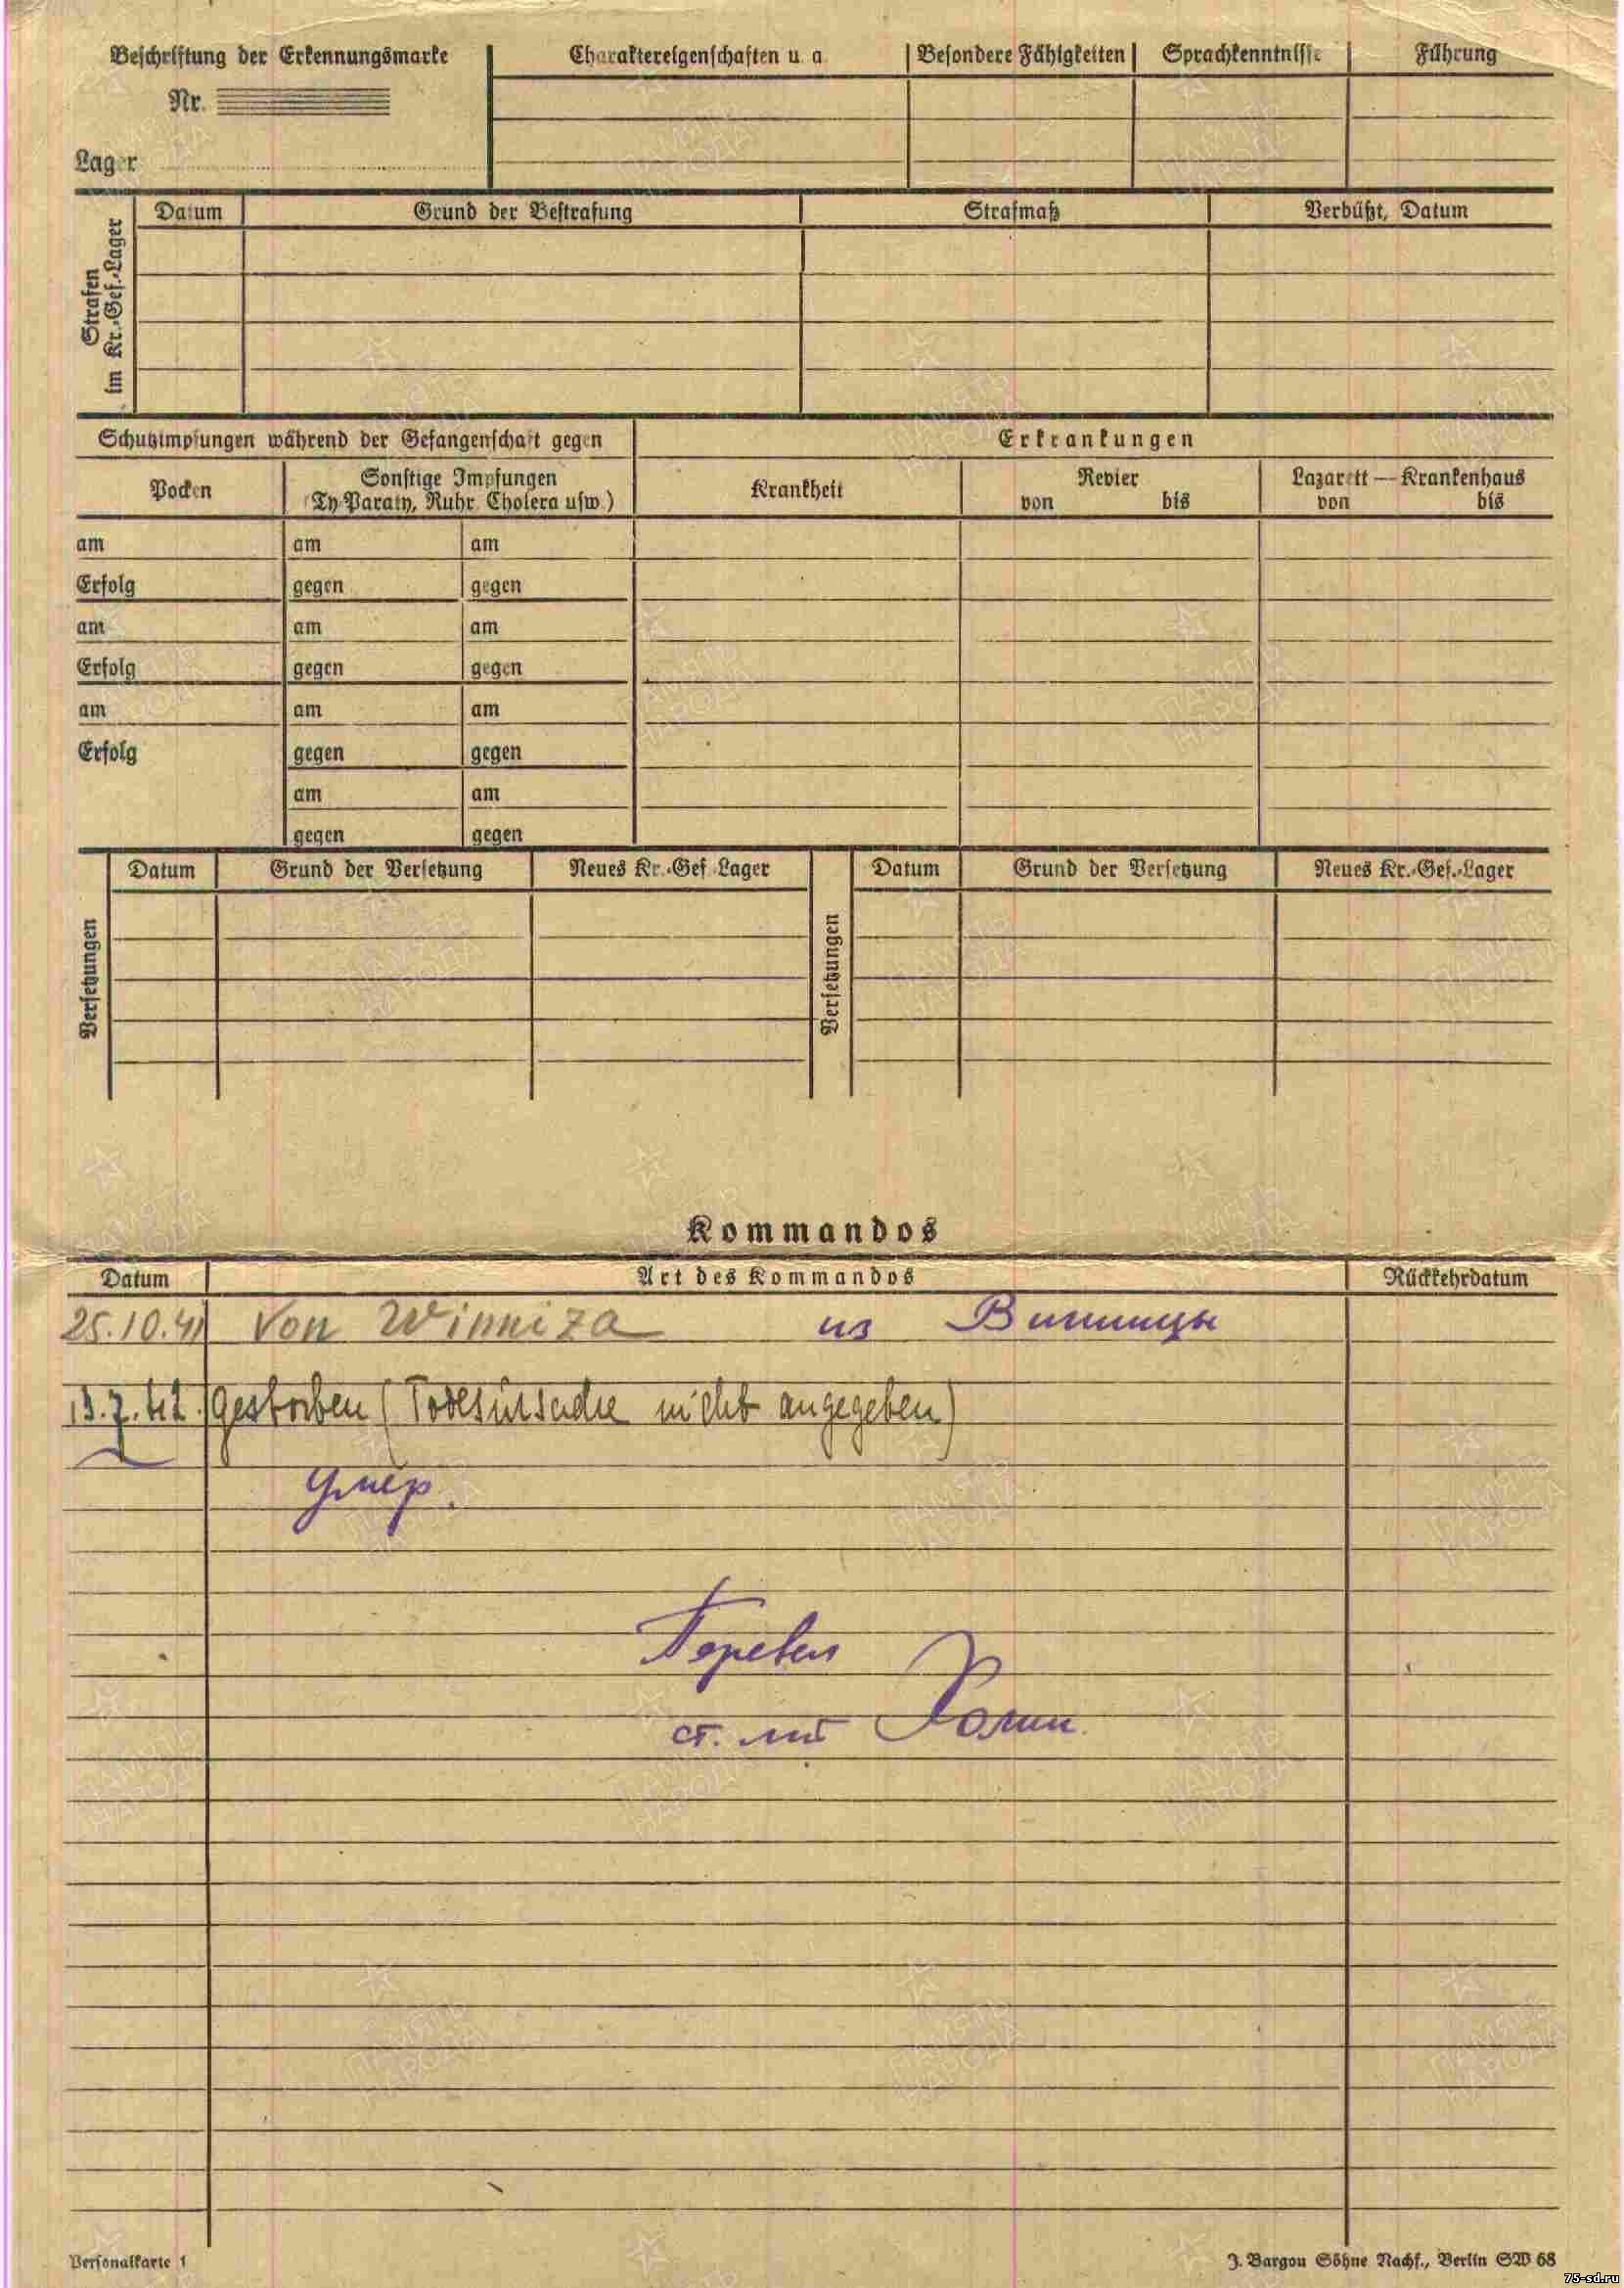 Beschriftung der Erkennungsmarke
Nr.
Lager
Charaktereigenschaften u. a.
Besondere Fähigkeiten
Sprachkenntnisse
Führung
Strafen
im Kr.-Gef.-Lager
Datum
Grund der Bestrafung
Strafmaß
Verbüßt, Datum
Schutzimpfungen während der Gefangenschaft gegen
Erkrankungen
Pocken
Sonstige Impfungen
(Ty. Paraty, Ruhr, Cholera usw.)
Krankheit
Revier
von bis
Lazarett — Krankenhaus
von bis
am am am
Erfolg gegen gegen
am am am
Erfolg gegen gegen
am am am
Erfolg gegen gegen
am am
gegen gegen
Versetzungen
Datum Grund der Versetzung Neues Kr.-Gef.-Lager
Versetzungen
Datum Grund der Versetzung Neues Kr.-Gef.-Lager
Kommandos
Datum Art des Kommandos Rückkehrdatum
25.10.41 von Winniza из Винницы
13.7.42. gestorben (Todesursache nicht angegeben)
Умер.
Перевел
ст. л-т Холин.
Personalkarte 1
J. Bargou Söhne Nachf., Berlin SW 68
ПАМЯТЬ
НАРОДА
75-sd.ru